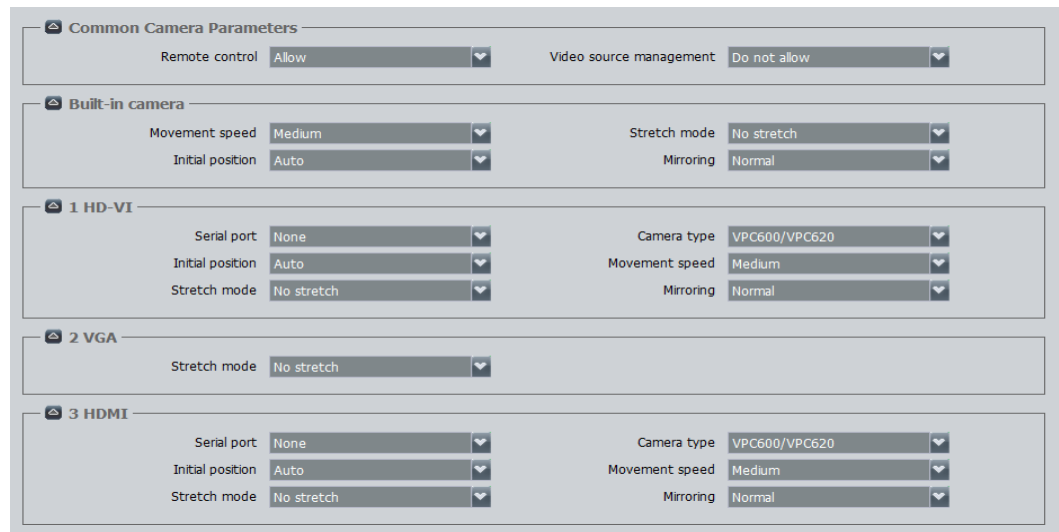 Common Camera Parameters
Remote control Allow Video source management Do not allow
Built-in camera
Movement speed Medium Stretch mode No stretch
Initial position Auto Mirroring Normal
1 HD-VI
Serial port None Camera type VPC600/VPC620
Initial position Auto Movement speed Medium
Stretch mode No stretch Mirroring Normal
2 VGA
Stretch mode No stretch
3 HDMI
Serial port None Camera type VPC600/VPC620
Initial position Auto Movement speed Medium
Stretch mode No stretch Mirroring Normal